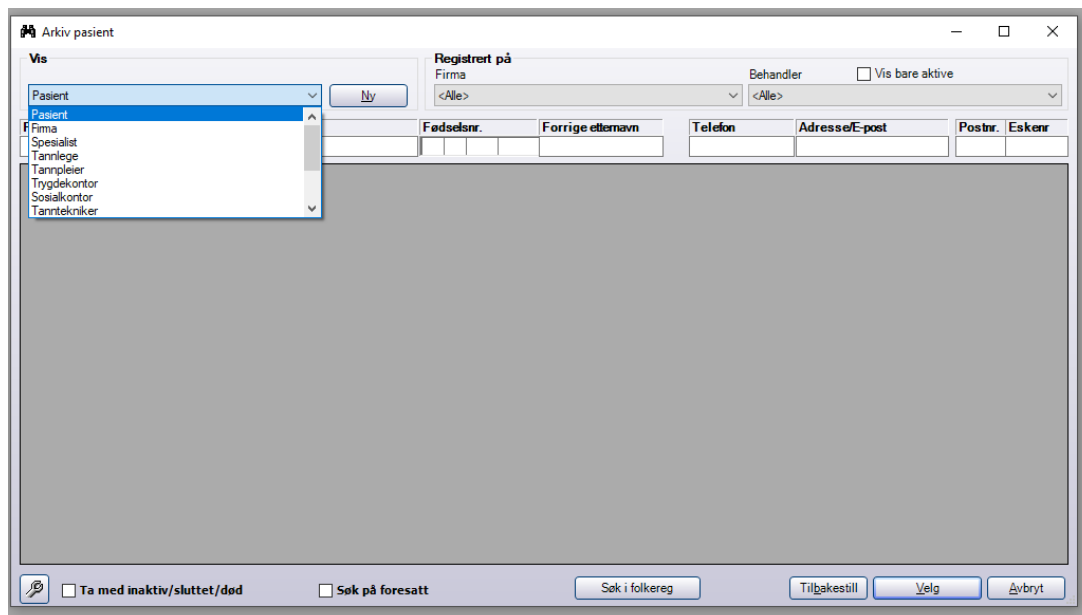 Arkiv pasient
Vis
Registrert på
Firma
Behandler
Vis bare aktive
Pasient
Ny
<Alle>
<Alle>
Pasient
Firma
Spesialist
Tannlege
Tannpleier
Trygdekontor
Sosialkontor
Tanntekniker
Fødselsnr.
Forrige etternavn
Telefon
Adresse/E-post
Postnr.
Eskenr
Ta med inaktiv/sluttet/død
Søk på foresatt
Søk i folkereg
Tilbakestill
Velg
Avbryt